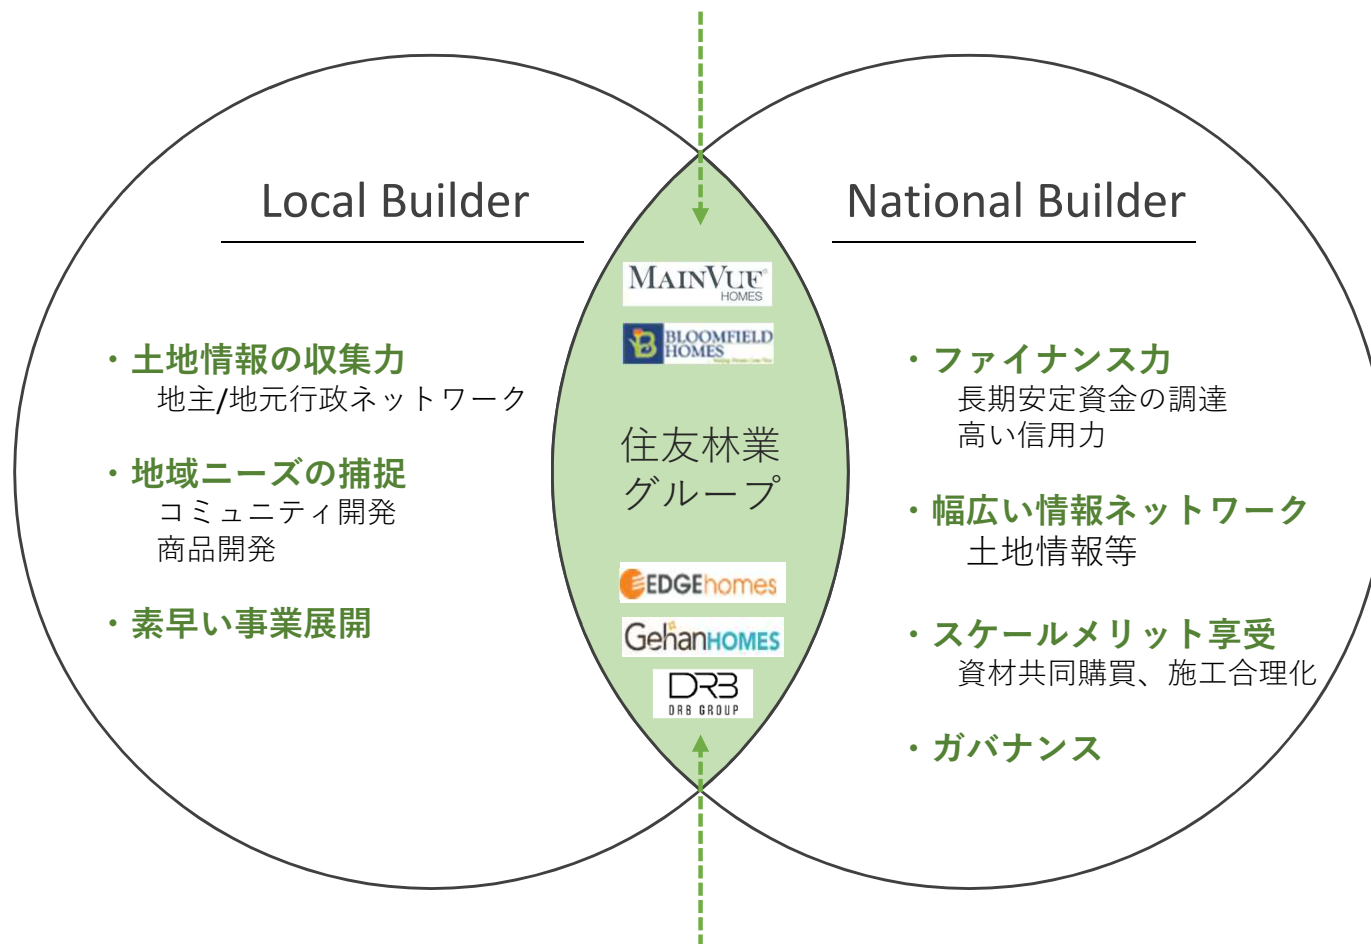 Local Builder
・土地情報の収集力
地主/地元行政ネットワーク
・地域ニーズの捕捉
コミュニティ開発
商品開発
・素早い事業展開
MAINVUE
HOMES
BLOOMFIELD
HOMES
住友林業
グループ
EDGEhomes
GehanHOMES
DRB
DRB GROUP
National Builder
・ファイナンス力
長期安定資金の調達
高い信用力
・幅広い情報ネットワーク
土地情報等
・スケールメリット享受
資材共同購買、施工合理化
・ガバナンス